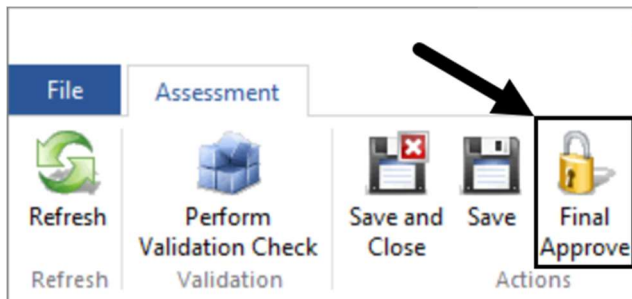 File Assessment
Refresh Perform Save and Save Final
Validation Check Close Approve
Refresh Validation Actions